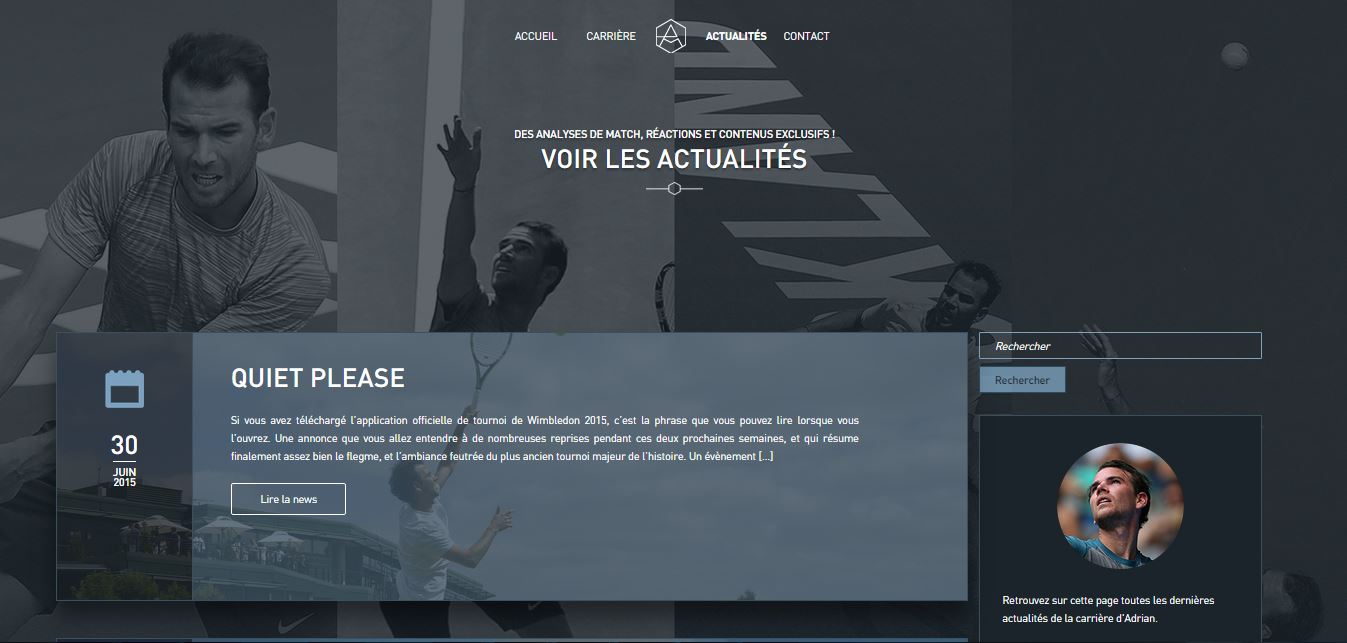 ACCUEIL
CARRIÈRE
ACTUALITÉS
CONTACT
DES ANALYSES DE MATCH, RÉACTIONS ET CONTENUS EXCLUSIFS !
VOIR LES ACTUALITÉS
30
JUIN
2015
QUIET PLEASE
Si vous avez téléchargé l'application officielle de tournoi de Wimbledon 2015, c'est la phrase que vous pouvez lire lorsque vous
l'ouvrez. Une annonce que vous allez entendre à de nombreuses reprises pendant ces deux prochaines semaines, et qui résume
finalement assez bien le flegme, et l'ambiance feutrée du plus ancien tournoi majeur de l'histoire. Un évènement [...]
Lire la news
Rechercher
Rechercher
Retrouvez sur cette page toutes les dernières
actualités de la carrière d'Adrian.